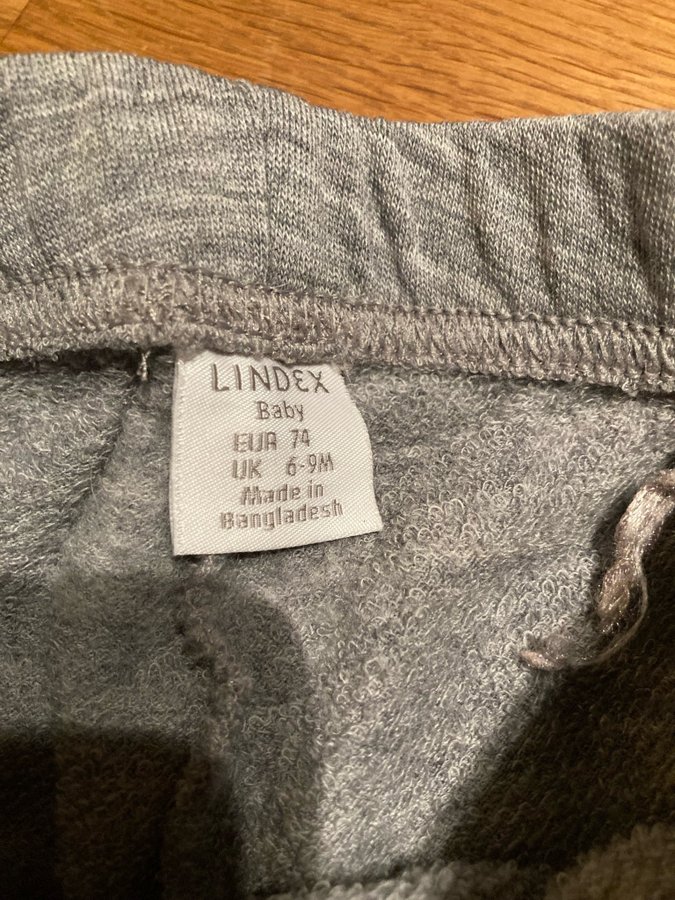 LINDEX
Baby
EUR 74
UK 6-9M
Made in
Bangladesh